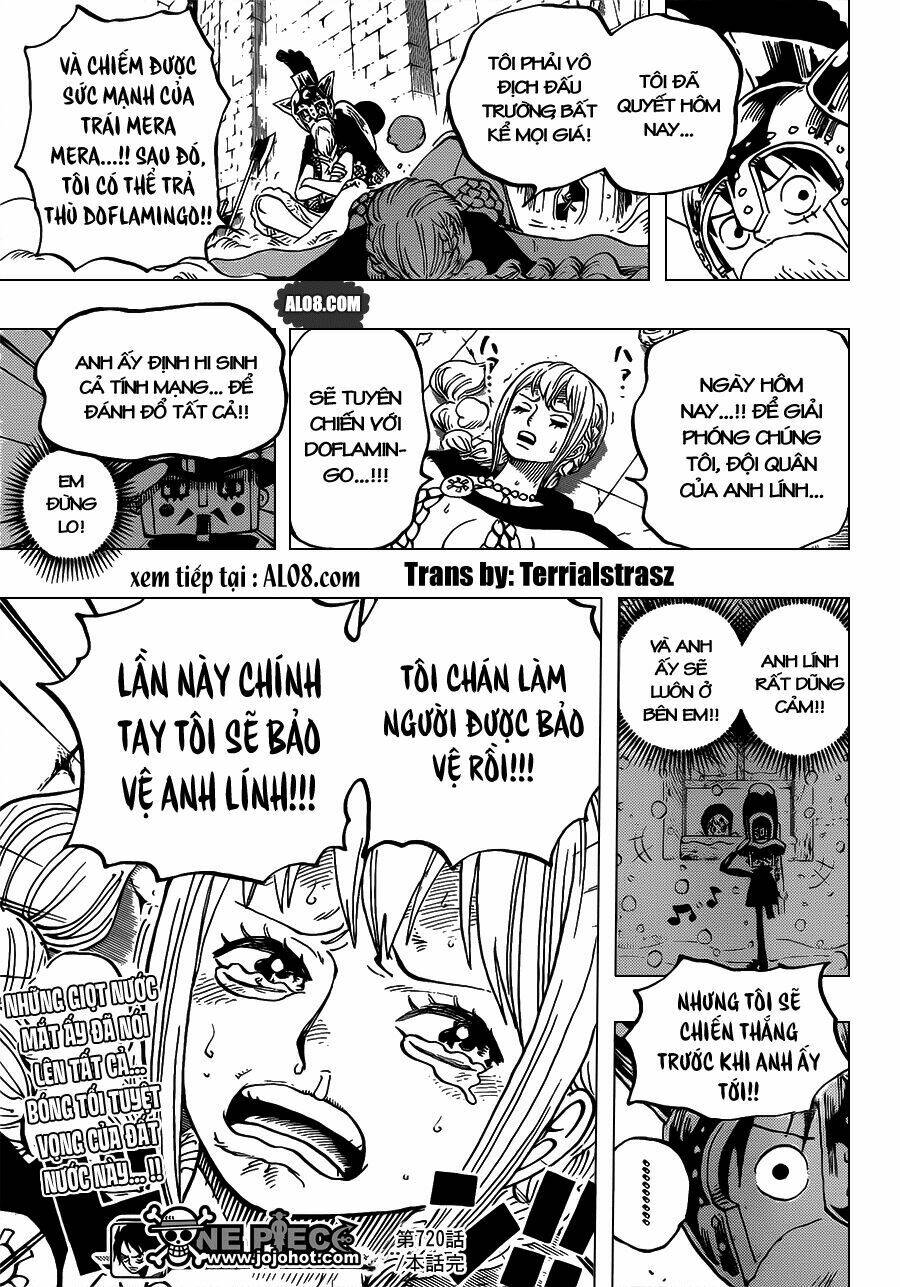 TÔI ĐÃ
QUYẾT HÔM
NAY...
TÔI PHẢI VÔ
ĐỊCH ĐẤU
TRƯỜNG BẤT
KỂ MỌI GIÁ!
VÀ CHIẾM ĐƯỢC
SỨC MẠNH CỦA
TRÁI MERA
MERA...!! SAU ĐÓ,
TÔI CÓ THỂ TRẢ
THÙ DOFLAMINGO!!
AL08.COM
NGÀY HÔM
NAY...!! ĐỂ GIẢI
PHÓNG CHÚNG
TÔI, ĐỘI QUÂN
CỦA ANH LÍNH...
SẼ TUYÊN
CHIẾN VỚI
DOFLAMIN-
GO...!!!
ANH ẤY ĐỊNH HI SINH
CẢ TÍNH MẠNG... ĐỂ
ĐÁNH ĐỔ TẤT CẢ!!
EM
ĐỪNG
LO!
xem tiếp tại : AL08.com
Trans by: Terrialstrasz
ANH LÍNH
RẤT DŨNG
CẢM!!
VÀ ANH
ẤY SẼ
LUÔN Ở
BÊN EM!!
NHƯNG TÔI SẼ
CHIẾN THẮNG
TRƯỚC KHI ANH ẤY
TỚI!!
TÔI CHÁN LÀM
NGƯỜI ĐƯỢC BẢO
VỆ RỒI!!!
LẦN NÀY CHÍNH
TAY TÔI SẼ BẢO
VỆ ANH LÍNH!!!
NHỮNG GIỌT NƯỚC
MẮT ẤY ĐÃ NÓI
LÊN TẤT CẢ...
BÓNG TỐI TUYỆT
VỌNG CỦA ĐẤT
NƯỚC NÀY... !!
ONE PIECE
www.jojohot.com
第720話
/本話完